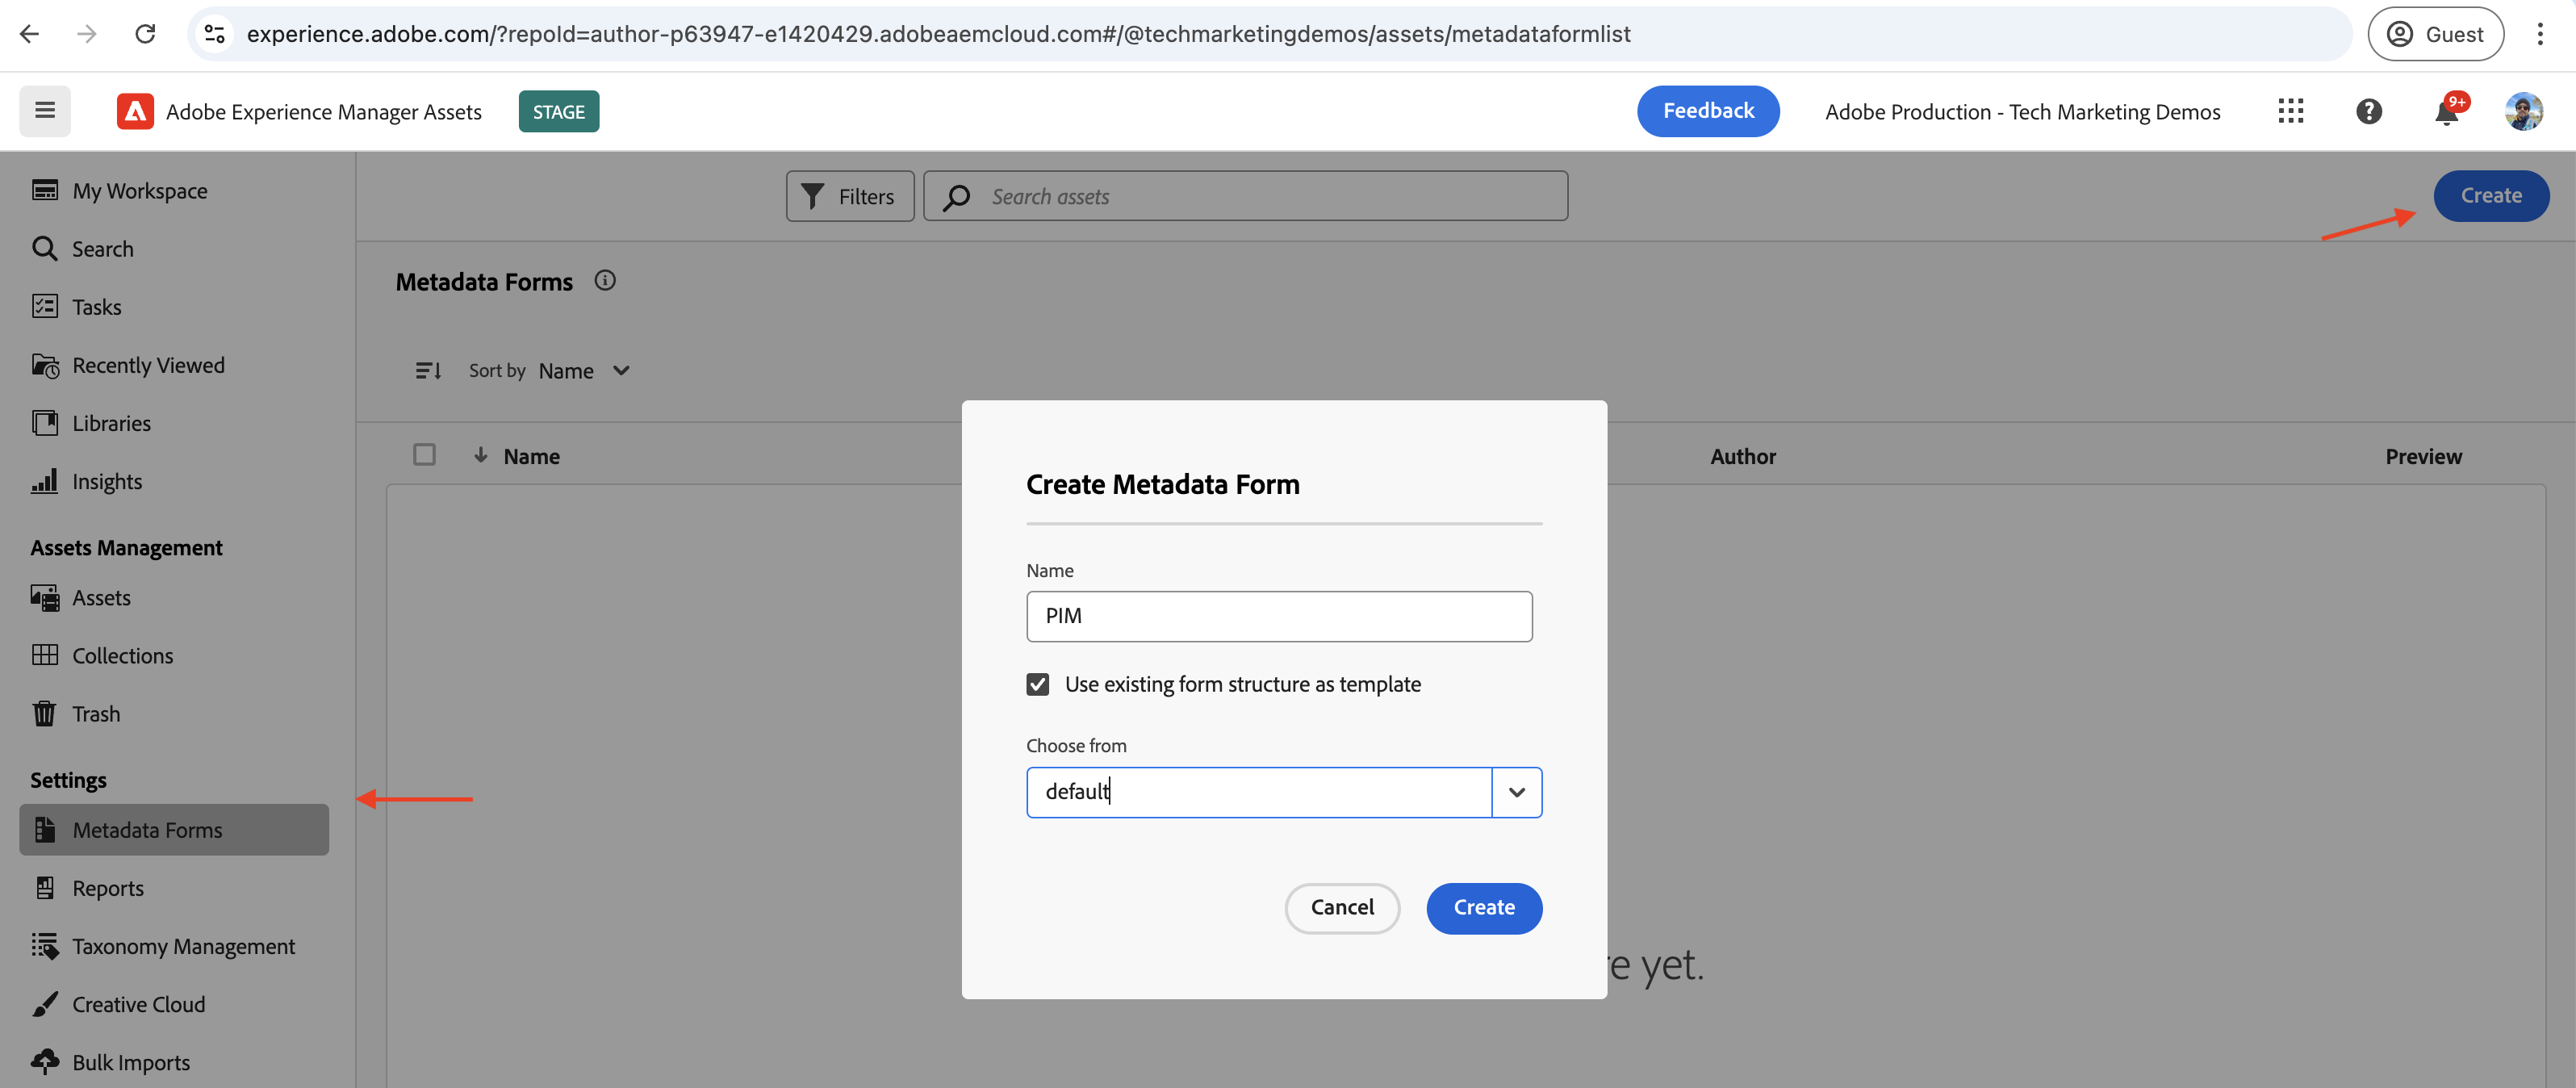 experience.adobe.com/?repoId=author-p63947-e1420429.adobeaemcloud.com#/@techmarketingdemos/assets/metadataformlist
Guest
Adobe Experience Manager Assets
STAGE
Feedback
Adobe Production - Tech Marketing Demos
9+
My Workspace
Search
Tasks
Recently Viewed
Libraries
Insights
Assets Management
Assets
Collections
Trash
Settings
Metadata Forms
Reports
Taxonomy Management
Creative Cloud
Bulk Imports
Filters
Search assets
Create
Metadata Forms
Sort by Name
Name
Author
Preview
Create Metadata Form
Name
PIM
Use existing form structure as template
Choose from
default
Cancel
Create
yet.